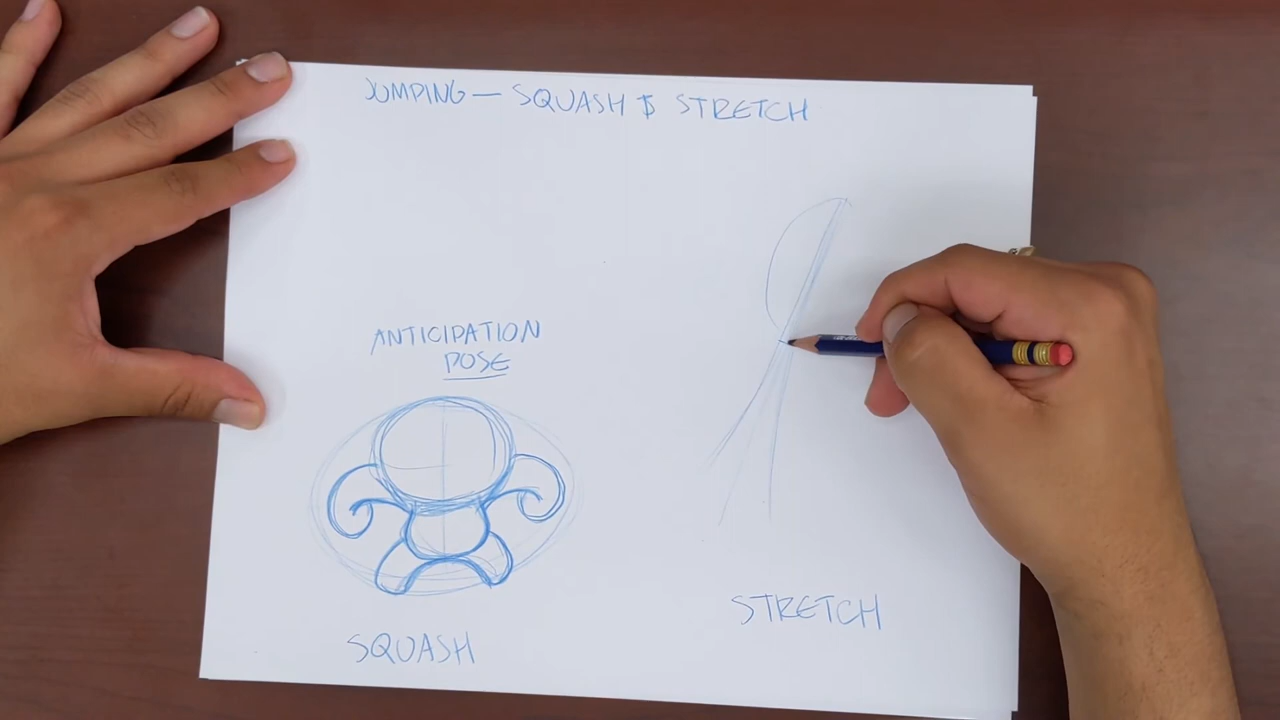 JUMPING — SQUASH & STRETCH
ANTICIPATION
POSE
STRETCH
SQUASH